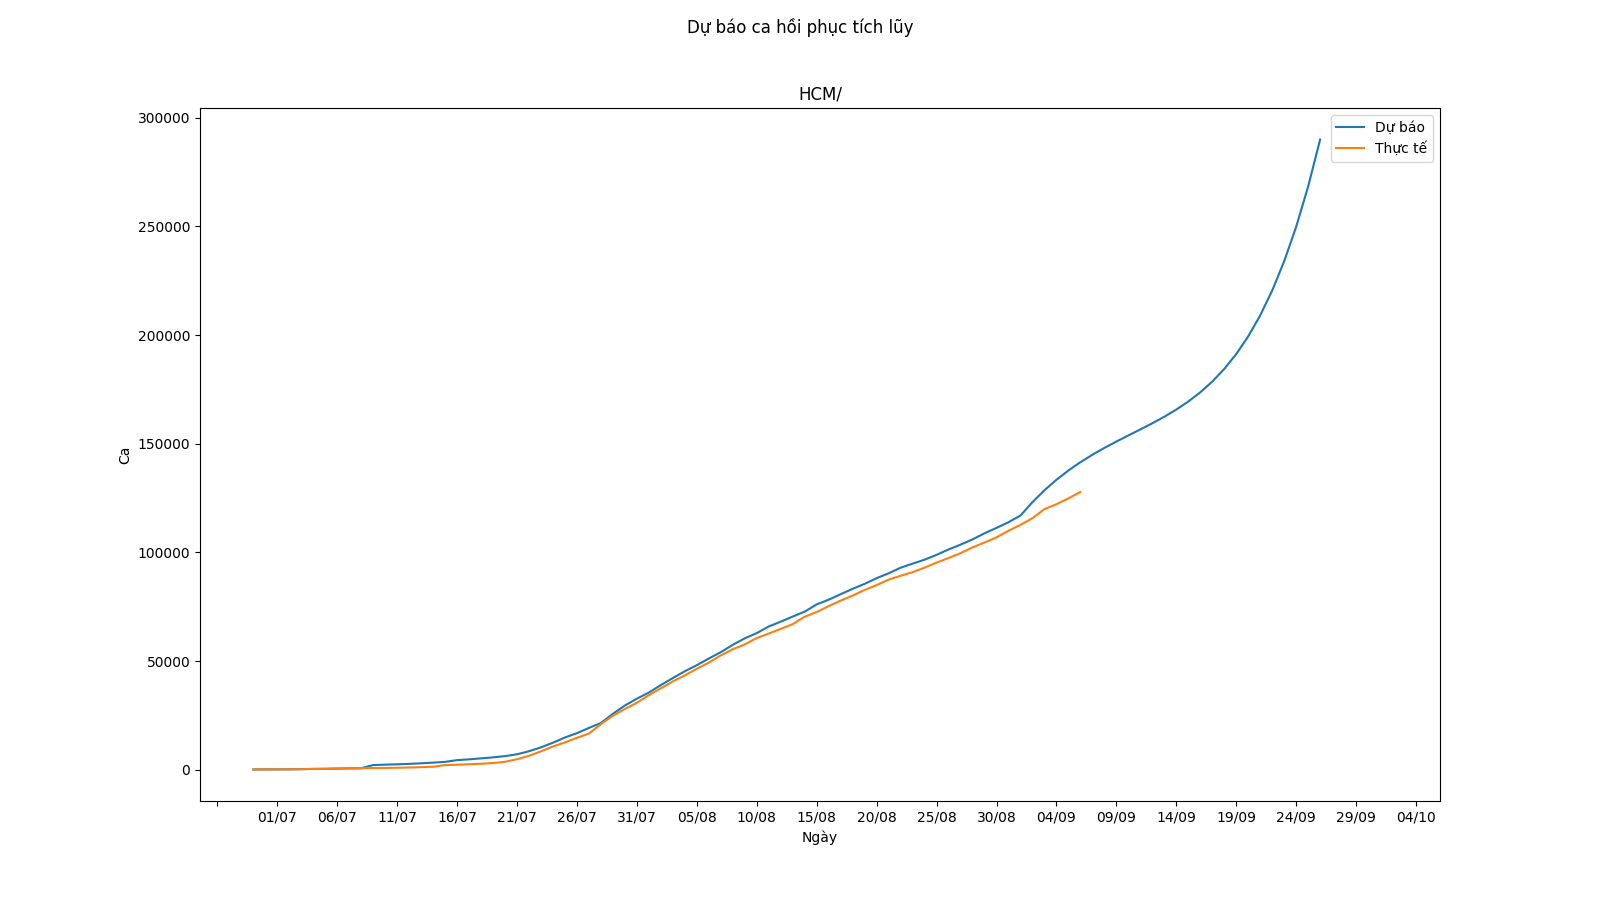 Dự báo ca hồi phục tích lũy
HCM/
300000
250000
200000
150000
100000
50000
0
Ca
Dự báo
Thực tế
01/07 06/07 11/07 16/07 21/07 26/07 31/07 05/08 10/08 15/08 20/08 25/08 30/08 04/09 09/09 14/09 19/09 24/09 29/09 04/10
Ngày